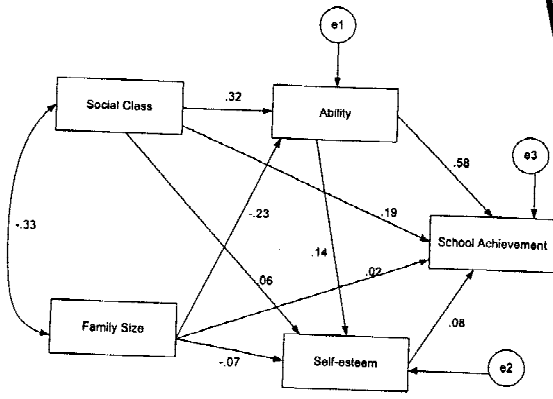 e1
Social Class
.32
Ability
e3
.58
-.33
-.23
.19
School Achievement
.14
.06
.02
Family Size
.08
-.07
Self-esteem
e2